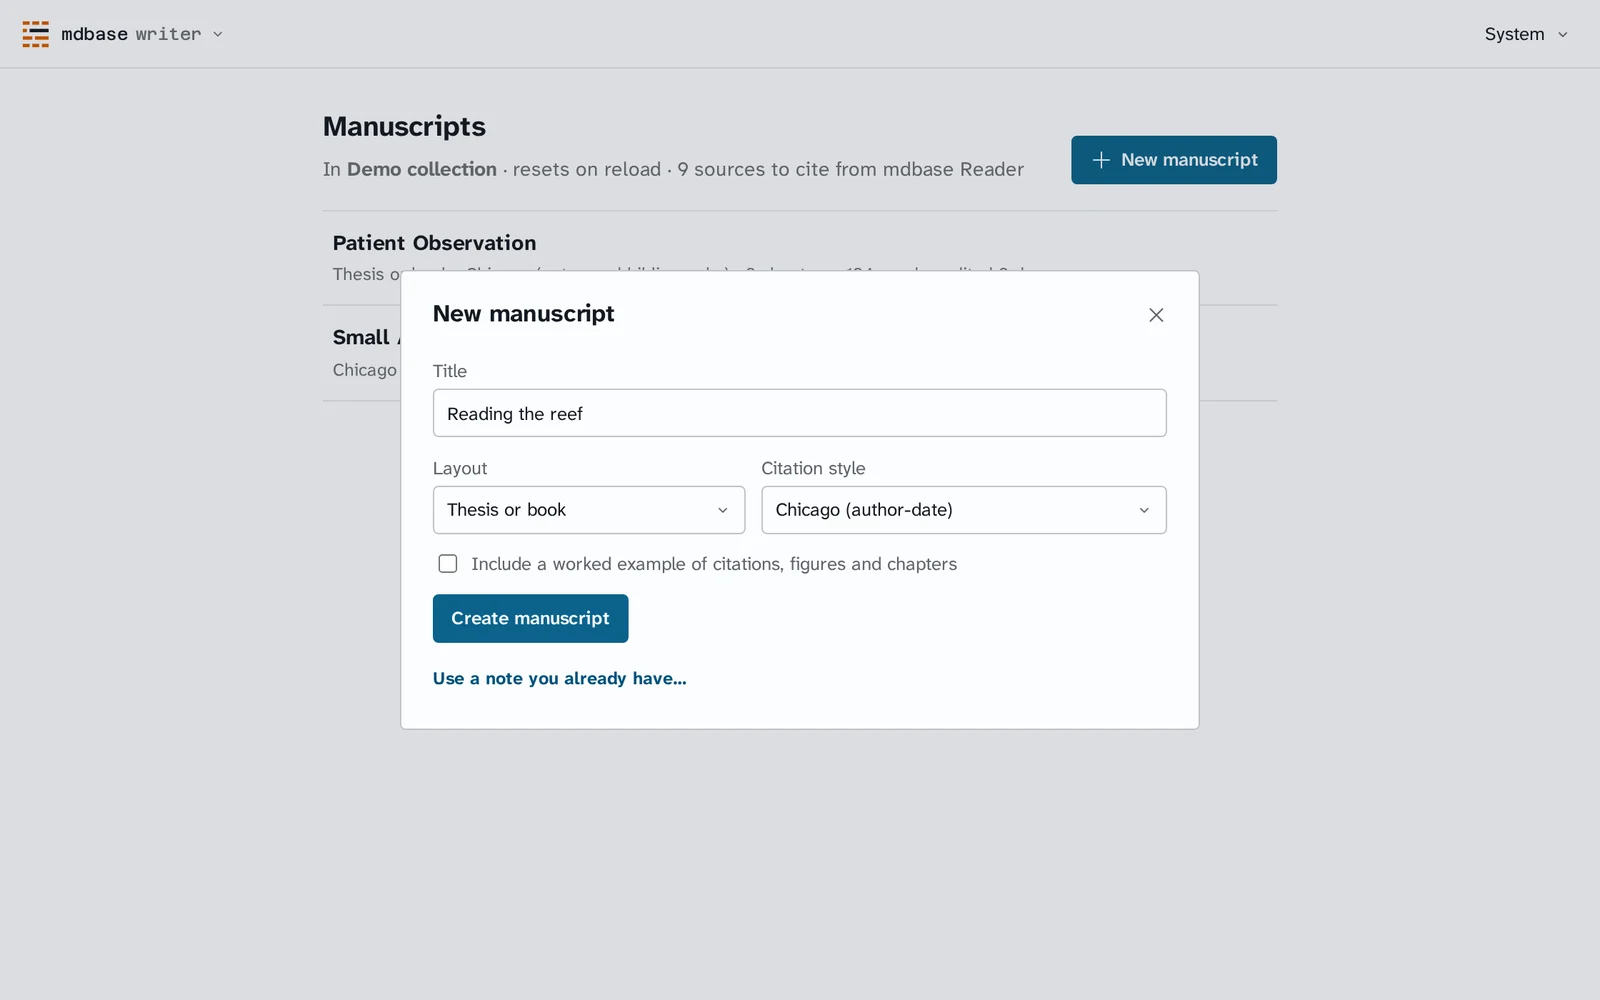 mdbase writer
System
Manuscripts
In Demo collection · resets on reload · 9 sources to cite from mdbase Reader
New manuscript
Patient Observation
Thesis o
Small
Chicago
New manuscript
Title
Reading the reef
Layout
Citation style
Thesis or book
Chicago (author-date)
Include a worked example of citations, figures and chapters
Create manuscript
Use a note you already have...